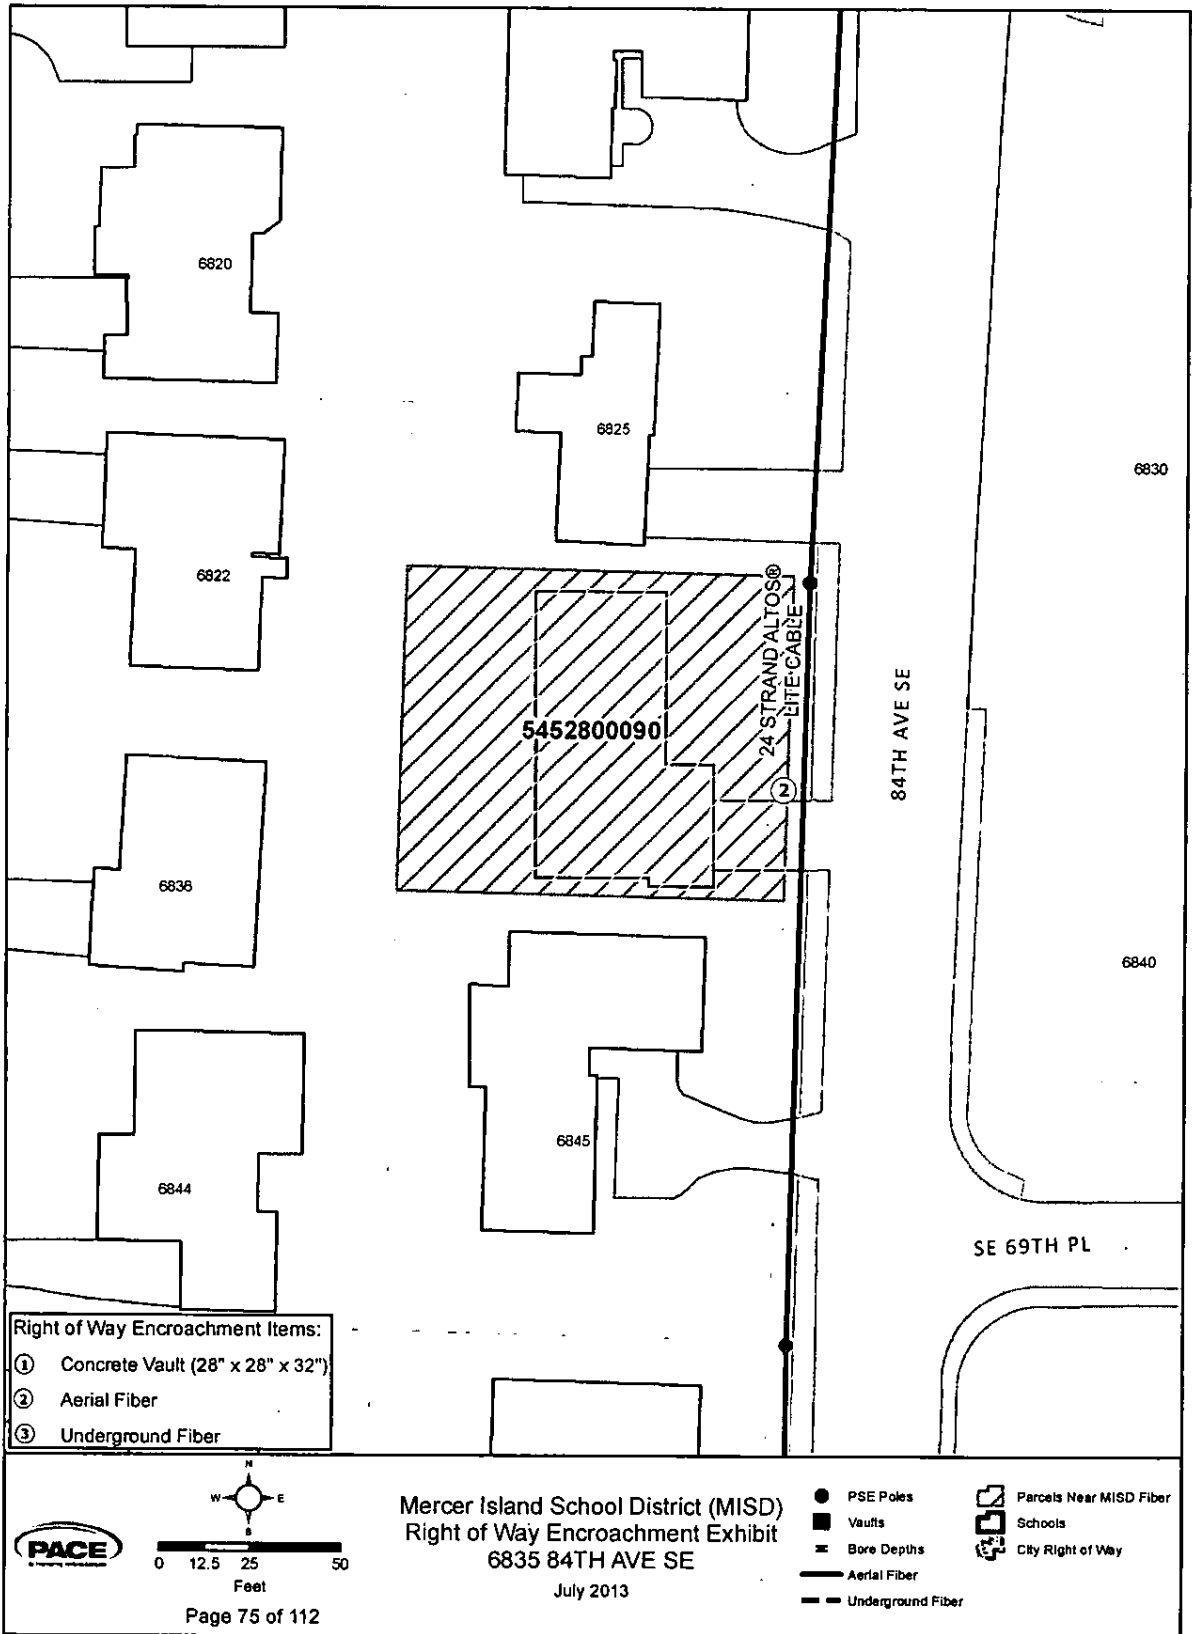 6820
6825
6830
6822
24 STRAND ALTOS®
LITE CABLE
84TH AVE SE
5452800090
2
6836
6840
6845
6844
SE 69TH PL
Right of Way Encroachment Items:
1 Concrete Vault (28" x 28" x 32")
2 Aerial Fiber
3 Underground Fiber
N
W E
S
PACE
0 12.5 25 50
Feet
Page 75 of 112
Mercer Island School District (MISD)
Right of Way Encroachment Exhibit
6835 84TH AVE SE
July 2013
PSE Poles
Vaults
Bore Depths
Aerial Fiber
Underground Fiber
Parcels Near MISD Fiber
Schools
City Right of Way